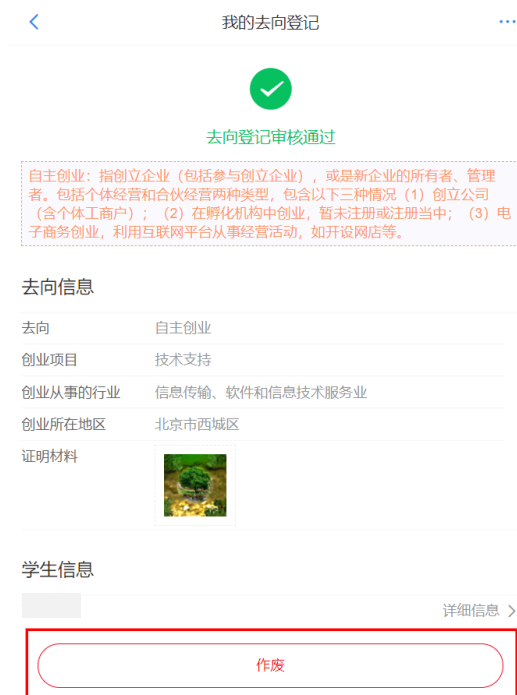 我的去向登记
去向登记审核通过
自主创业：指创立企业（包括参与创立企业），或是新企业的所有者、管理
者。包括个体经营和合伙经营两种类型，包含以下三种情况（1）创立公司
（含个体工商户）；（2）在孵化机构中创业，暂未注册或注册当中；（3）电
子商务创业，利用互联网平台从事经营活动，如开设网店等。
去向信息
去向 自主创业
创业项目 技术支持
创业从事的行业 信息传输、软件和信息技术服务业
创业所在地区 北京市西城区
证明材料
学生信息
详细信息
作废